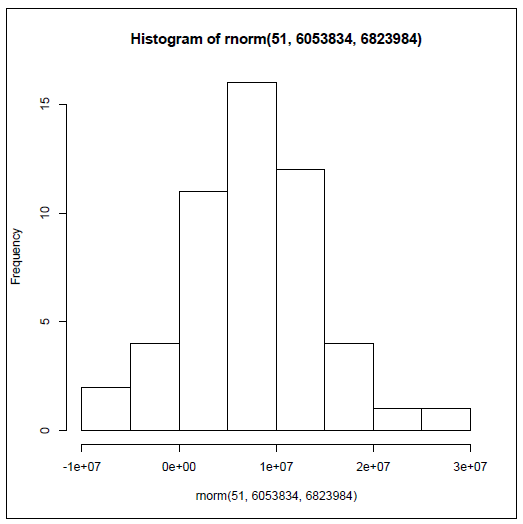 Histogram of rnorm(51, 6053834, 6823984)
Frequency
15
10
5
0
-1e+07 0e+00 1e+07 2e+07 3e+07
rnorm(51, 6053834, 6823984)